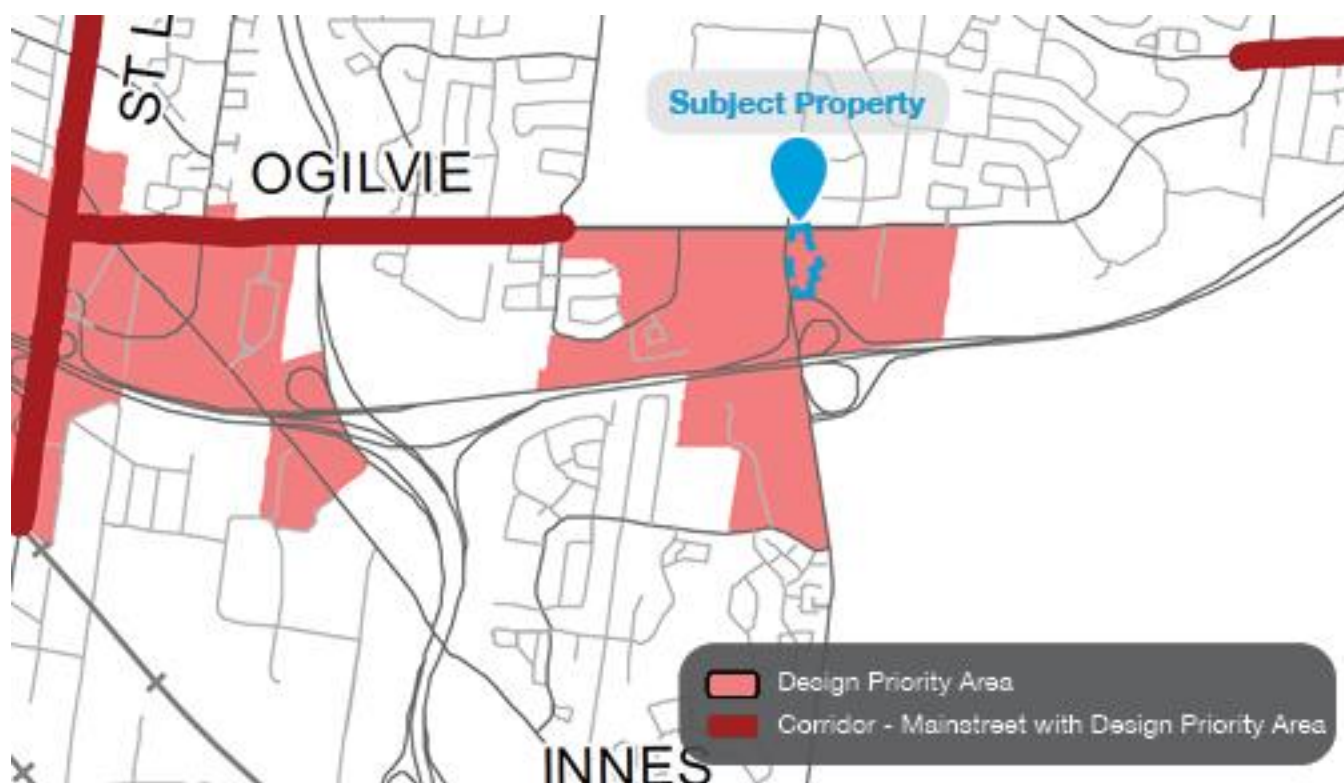 ST L
Subject Property
OGILVIE
Design Priority Area
Corridor - Mainstreet with Design Priority Area
INNES